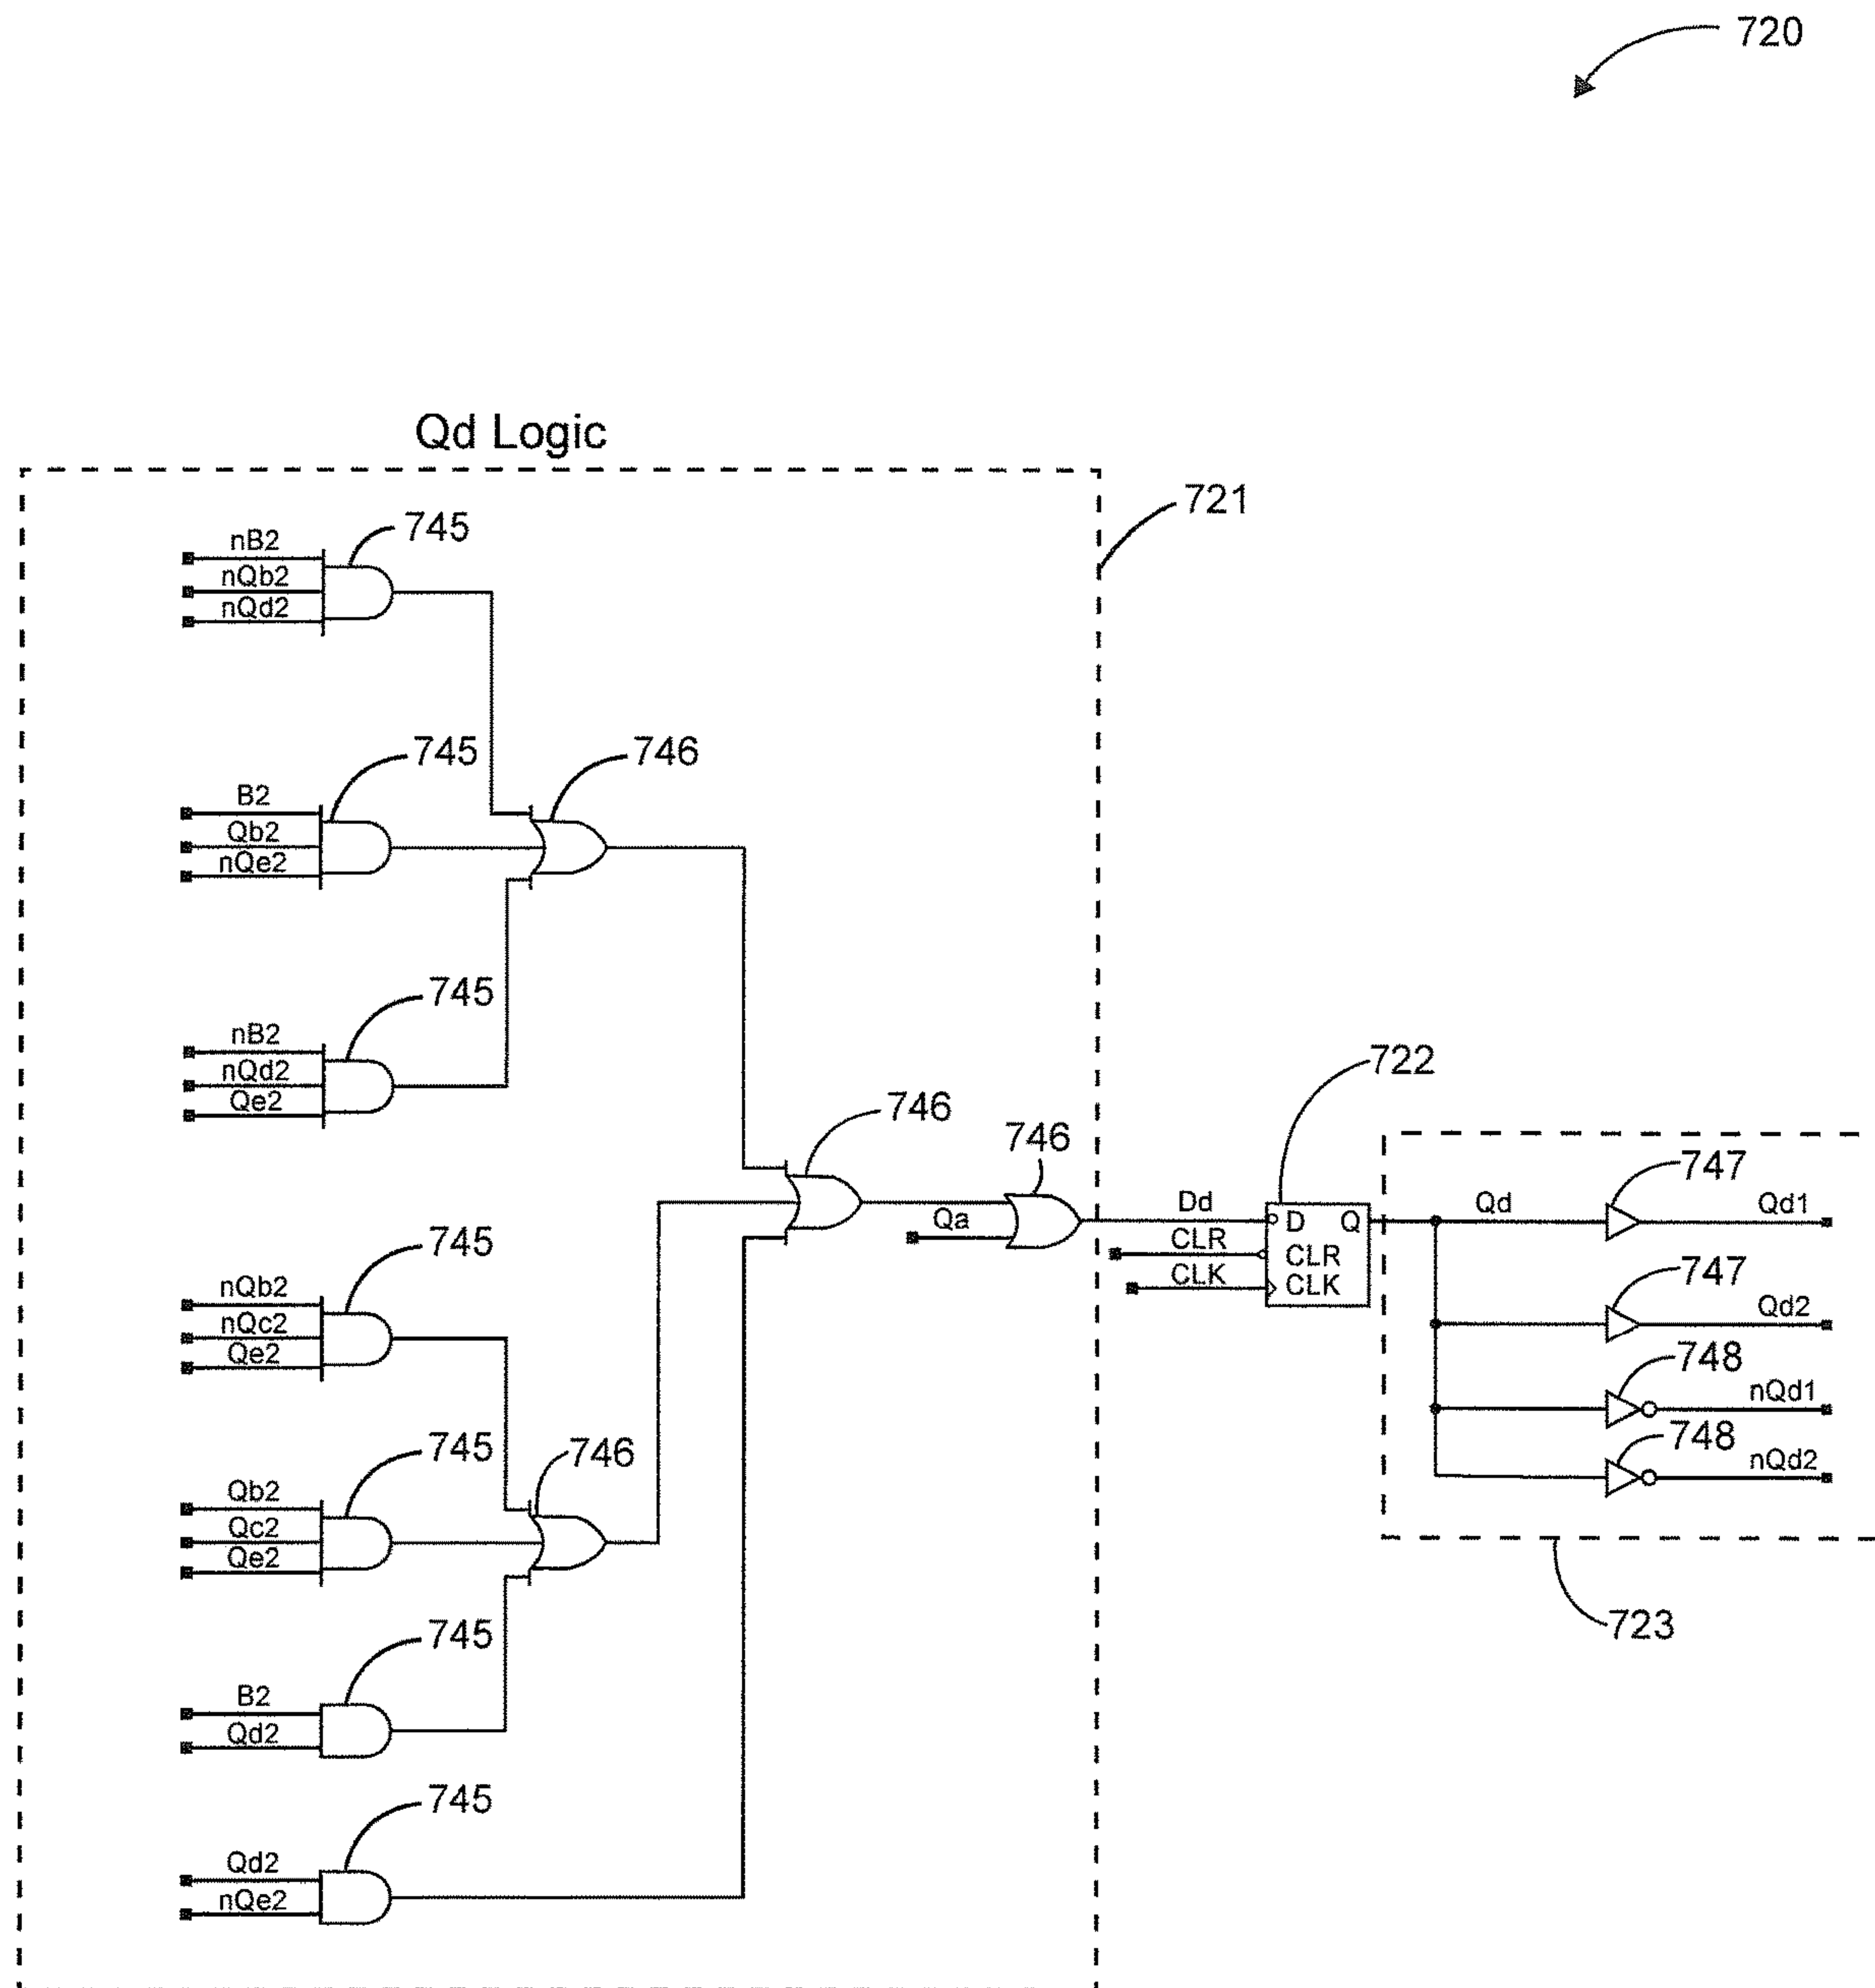 720
Qd Logic
721
745
nB2
nQb2
nQd2
745
746
B2
Qb2
nQe2
745
nB2
nQd2
Qe2
722
746
746
747
Dd
D Q
Qd
Qd1
Qa
CLR
CLR
CLK
CLK
747
Qd2
745
nQb2
nQc2
Qe2
748
nQd1
748
nQd2
745
746
Qb2
Qc2
Qe2
723
745
B2
Qd2
745
Qd2
nQe2